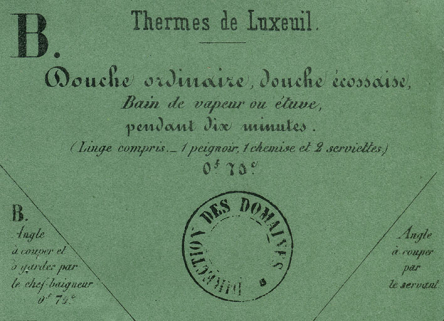 B.
Thermes de Luxeuil.
Douche ordinaire, douche écossaise,
Bain de vapeur ou étuve,
pendant dix minutes.
(Linge compris._ 1 peignoir, 1 chemise et 2 serviettes)
0f 75c
B.
Angle
à couper et
à garder par
le chef-baigneur
0f 75c
DIRECTION DES DOMAINES
Angle
à couper
par
le servant